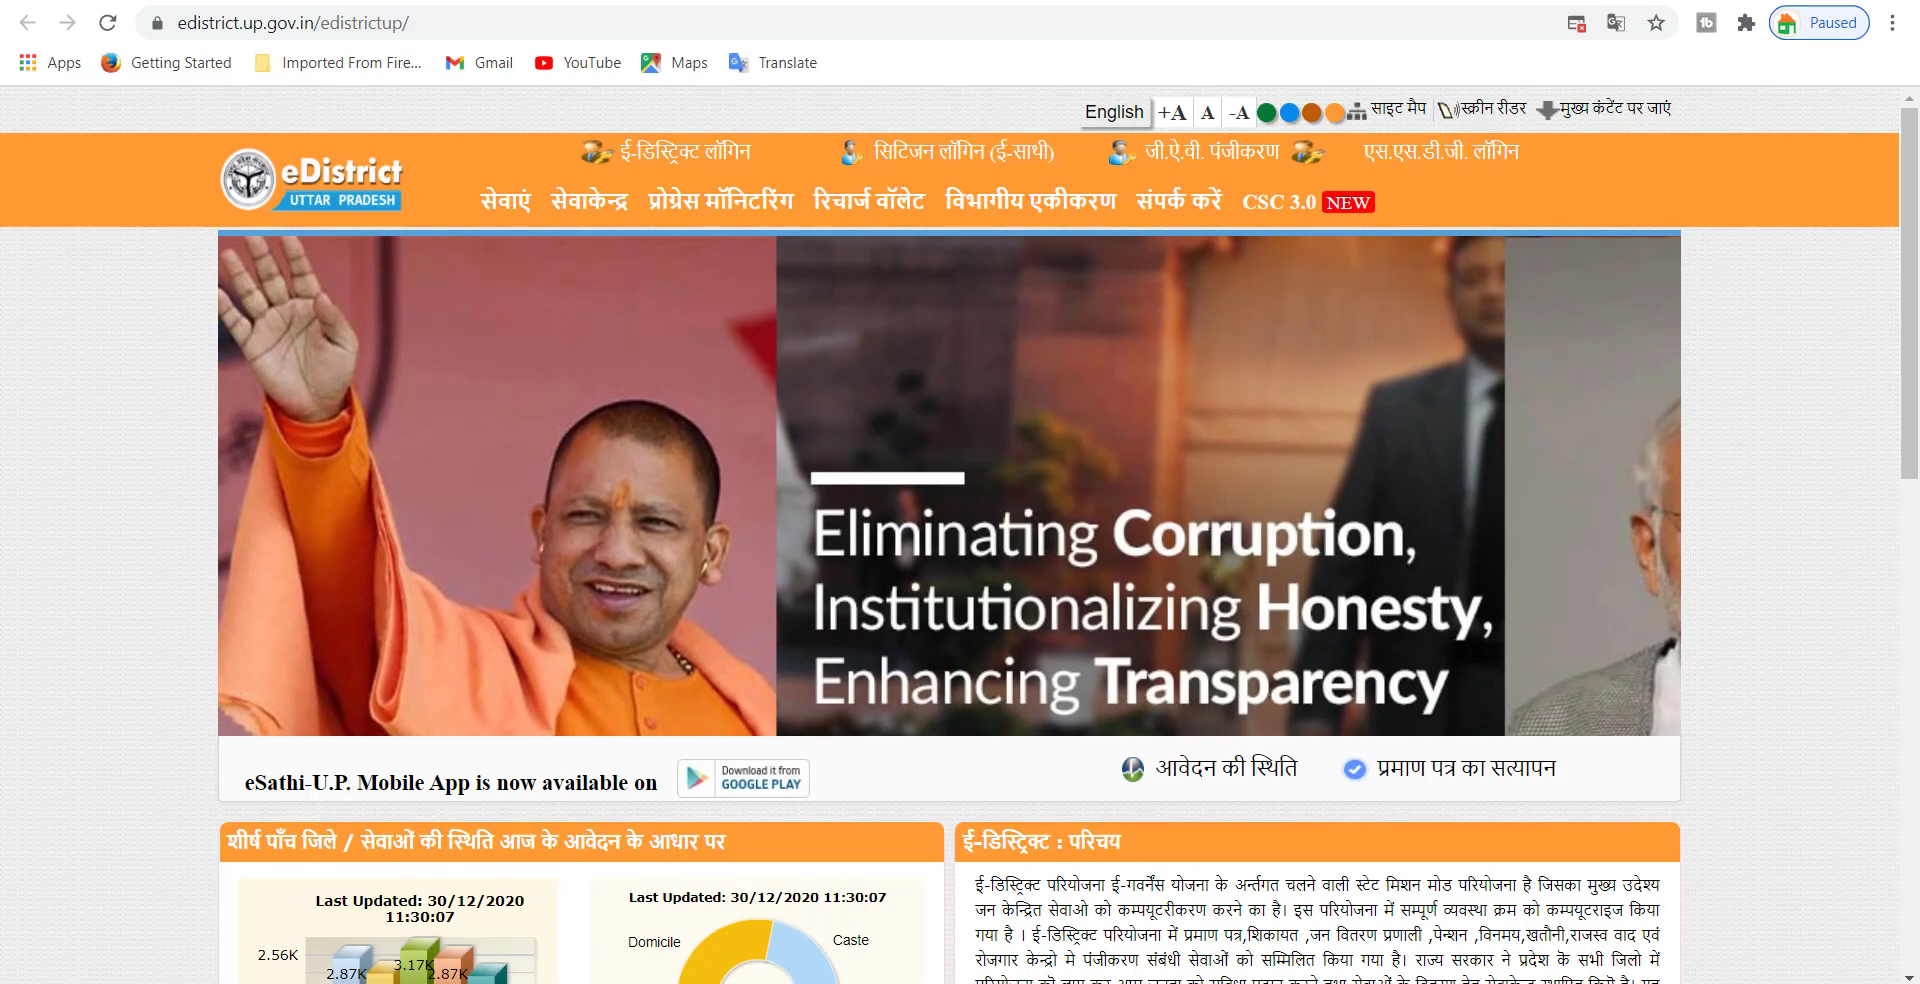 edistrict.up.gov.in/edistrictup/
Paused
Apps
Getting Started
Imported From Fire...
Gmail
YouTube
Maps
Translate
English
+A
A
-A
साइट मैप
स्क्रीन रीडर
मुख्य कंटेंट पर जाएं
ई-डिस्ट्रिक्ट लॉगिन
सिटिजन लॉगिन (ई-साथी)
जी.ऐ.वी. पंजीकरण
एस.एस.डी.जी. लॉगिन
eDistrict
UTTAR PRADESH
सेवाएं
सेवाकेन्द्र
प्रोग्रेस मॉनिटरिंग
रिचार्ज वॉलेट
विभागीय एकीकरण
संपर्क करें
CSC 3.0 NEW
Eliminating Corruption,
Institutionalizing Honesty,
Enhancing Transparency
eSathi-U.P. Mobile App is now available on
Download it from
GOOGLE PLAY
आवेदन की स्थिति
प्रमाण पत्र का सत्यापन
शीर्ष पाँच जिले / सेवाओं की स्थिति आज के आवेदन के आधार पर
Last Updated: 30/12/2020
11:30:07
2.56K
2.87K
3.17K
2.87K
Last Updated: 30/12/2020 11:30:07
Domicile
Caste
ई-डिस्ट्रिक्ट : परिचय
ई-डिस्ट्रिक्ट परियोजना ई-गवर्नेंस योजना के अर्न्तगत चलने वाली स्टेट मिशन मोड परियोजना है जिसका मुख्य उदेश्य
जन केन्द्रित सेवाओ को कम्पयूटरीकरण करने का है। इस परियोजना में सम्पूर्ण व्यवस्था क्रम को कम्पयूटराइज किया
गया है । ई-डिस्ट्रिक्ट परियोजना में प्रमाण पत्र,शिकायत ,जन वितरण प्रणाली ,पेन्शन ,विनमय,खतौनी,राजस्व वाद एवं
रोजगार केन्द्रो मे पंजीकरण संबंधी सेवाओं को सम्मिलित किया गया है। राज्य सरकार ने प्रदेश के सभी जिलो में